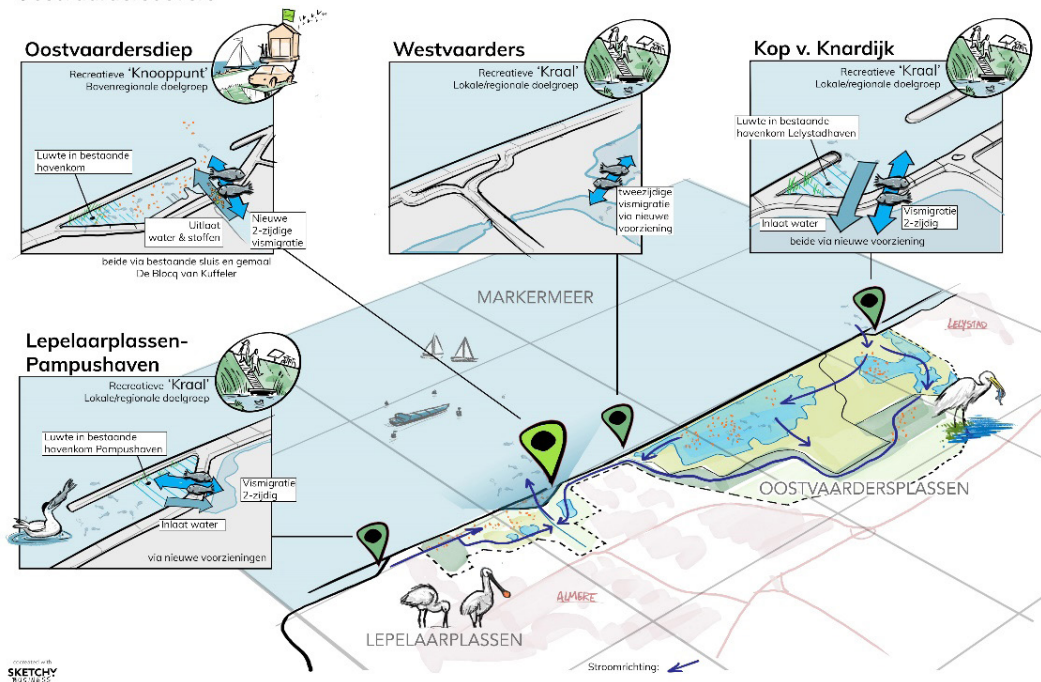 Oostvaardersdiep
Recreatieve 'Knooppunt'
Bovenregionale doelgroep
Luwte in bestaande
havenkom
Uitlaat
water & stoffen
Nieuwe
2-zijdige
vismigratie
beide via bestaande sluis en gemaal
De Blocq van Kuffeler
Westvaarders
Recreatieve 'Kraal'
Lokale/regionale doelgroep
tweezijdige
vismigratie
via nieuwe
voorziening
Kop v. Knardijk
Recreatieve 'Kraal'
Lokale/regionale doelgroep
Luwte in bestaande
havenkom Lelystadhaven
Inlaat water
Vismigratie
2-zijdig
beide via nieuwe voorziening
Lepelaarplassen-
Pampushaven
Recreatieve 'Kraal'
Lokale/regionale doelgroep
Luwte in bestaande
havenkom Pampushaven
Vismigratie
2-zijdig
Inlaat water
via nieuwe voorzieningen
MARKERMEER
LELYSTAD
OOSTVAARDERSPLASSEN
ALMERE
LEPELAARPLASSEN
Stroomrichting:
SKETCHY
BUSINESS